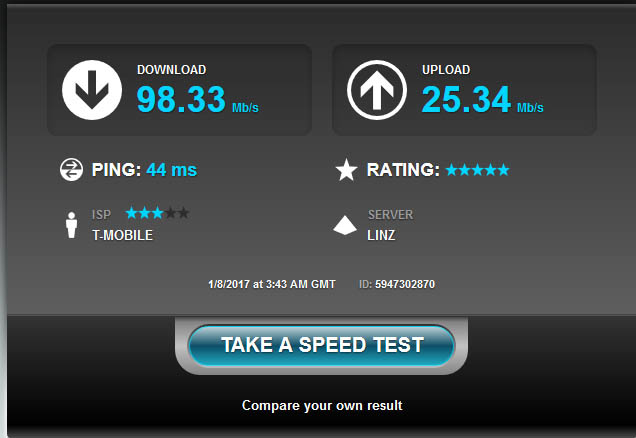 DOWNLOAD
98.33 Mb/s
UPLOAD
25.34 Mb/s
PING: 44 ms
RATING:
ISP
T-MOBILE
SERVER
LINZ
1/8/2017 at 3:43 AM GMT ID: 5947302870
TAKE A SPEED TEST
Compare your own result